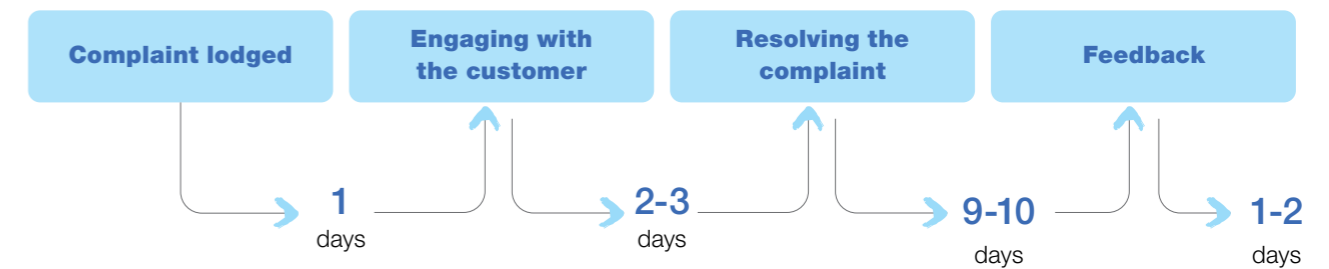 Complaint lodged
Engaging with
the customer
Resolving the
complaint
Feedback
1
days
2-3
days
9-10
days
1-2
days